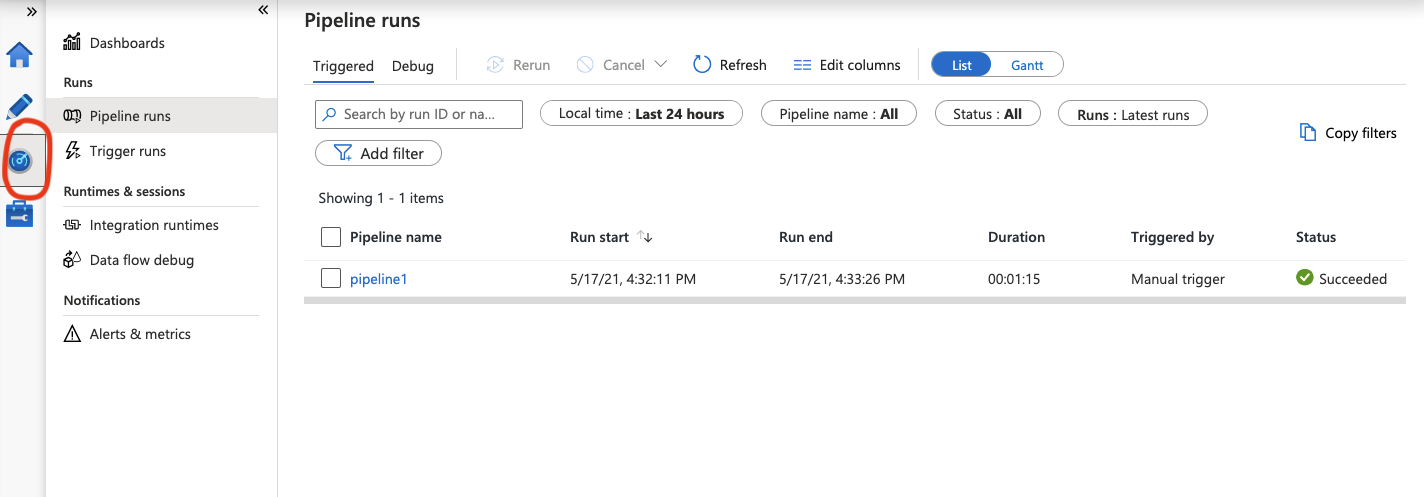 »
«
Dashboards
Runs
Pipeline runs
Trigger runs
Runtimes & sessions
Integration runtimes
Data flow debug
Notifications
Alerts & metrics
Pipeline runs
Triggered Debug Rerun Cancel Refresh Edit columns List Gantt
Search by run ID or na... Local time : Last 24 hours Pipeline name : All Status : All Runs : Latest runs
Copy filters
Add filter
Showing 1 - 1 items
Pipeline name Run start ↑↓ Run end Duration Triggered by Status
pipeline1 5/17/21, 4:32:11 PM 5/17/21, 4:33:26 PM 00:01:15 Manual trigger Succeeded